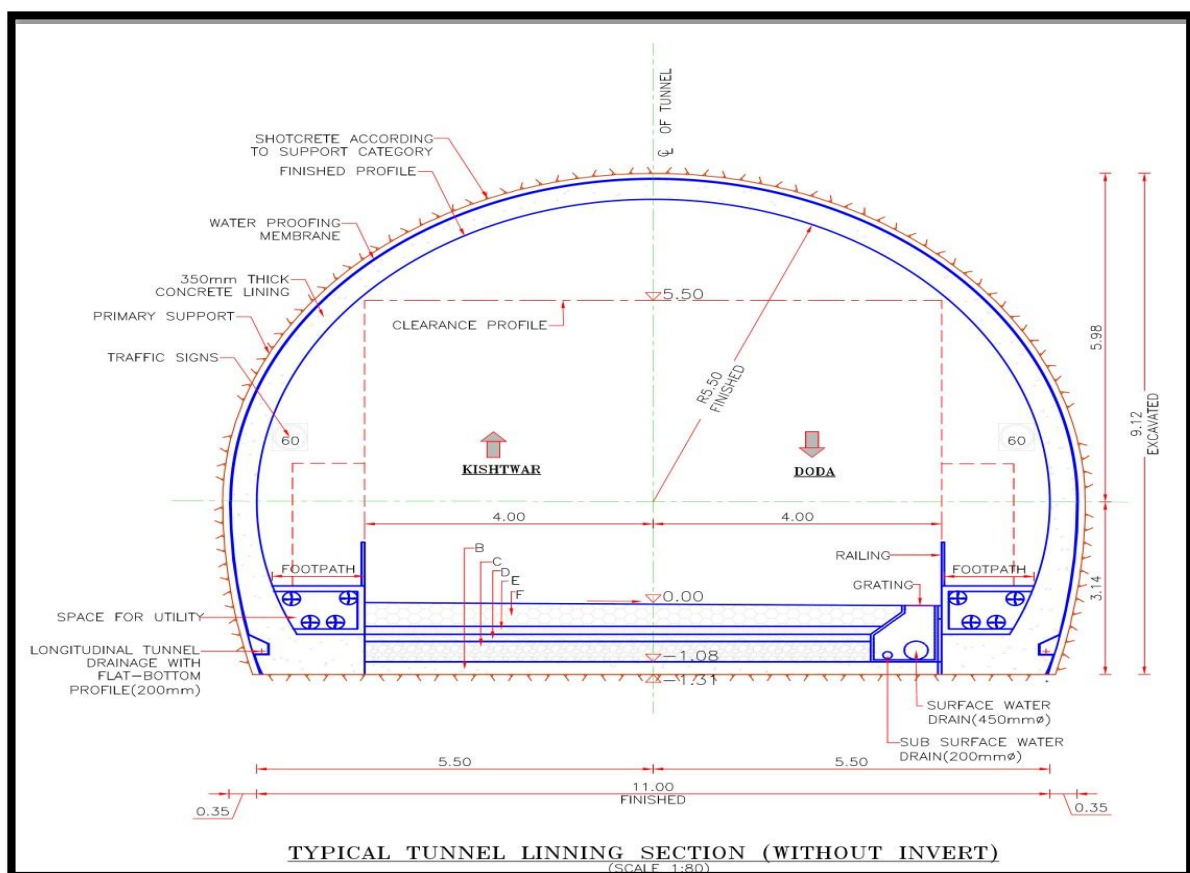 ℄ OF TUNNEL
SHOTCRETE ACCORDING
TO SUPPORT CATEGORY
FINISHED PROFILE
WATER PROOFING
MEMBRANE
350mm THICK
CONCRETE LINING
PRIMARY SUPPORT
TRAFFIC SIGNS
5.50
CLEARANCE PROFILE
R5.50
FINISHED
5.98
9.12
EXCAVATED
60
60
KISHTWAR
DODA
4.00
4.00
B
C
D
E
F
RAILING
FOOTPATH
FOOTPATH
GRATING
0.00
3.14
SPACE FOR UTILITY
LONGITUDINAL TUNNEL
DRAINAGE WITH
FLAT-BOTTOM
PROFILE(200mm)
-1.08
-1.31
SURFACE WATER
DRAIN(450mmø)
SUB SURFACE WATER
DRAIN(200mmø)
5.50
5.50
11.00
FINISHED
0.35
0.35
TYPICAL TUNNEL LINNING SECTION (WITHOUT INVERT)
(SCALE 1:80)